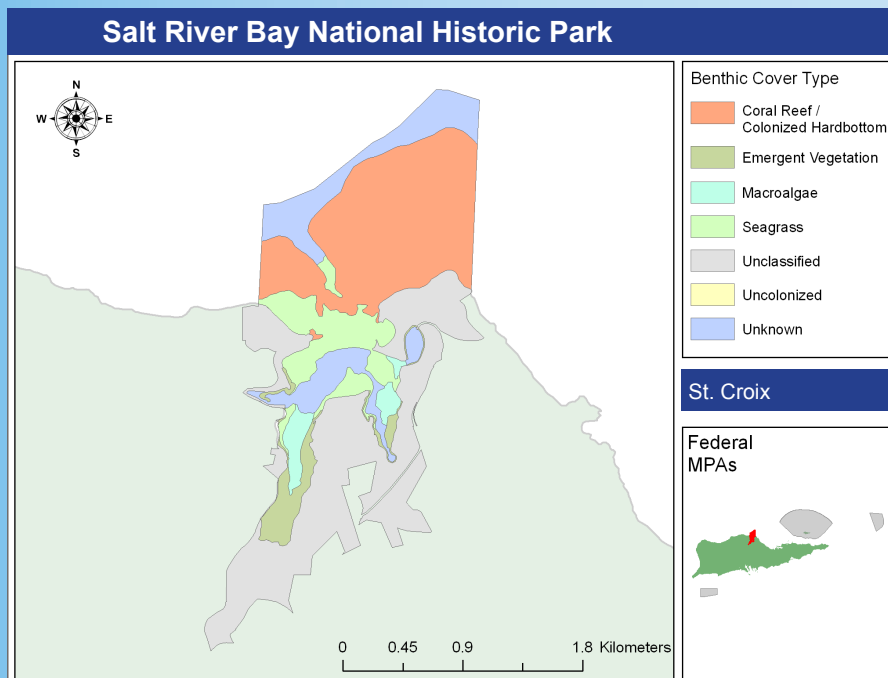 Salt River Bay National Historic Park
N
W E
S
Benthic Cover Type
Coral Reef /
Colonized Hardbottom
Emergent Vegetation
Macroalgae
Seagrass
Unclassified
Uncolonized
Unknown
St. Croix
Federal
MPAs
0 0.45 0.9 1.8 Kilometers